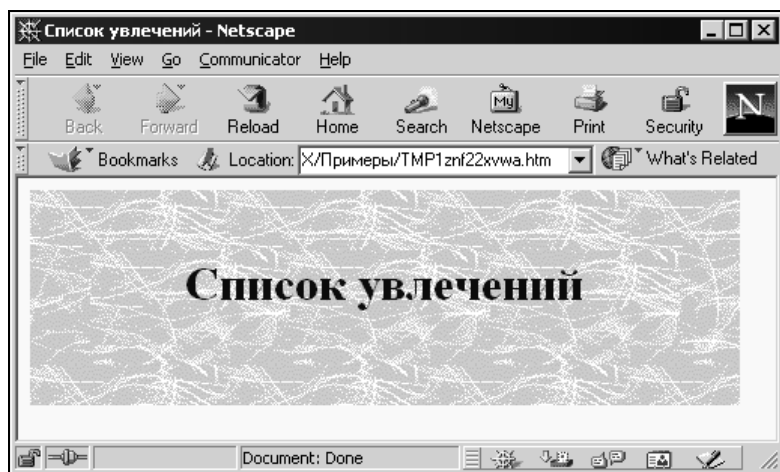 Список увлечений - Netscape
File Edit View Go Communicator Help
Back Forward Reload Home Search Netscape Print Security
Bookmarks Location: X/Примеры/TMP1znf22xvwa.htm What's Related
Список увлечений
Document: Done